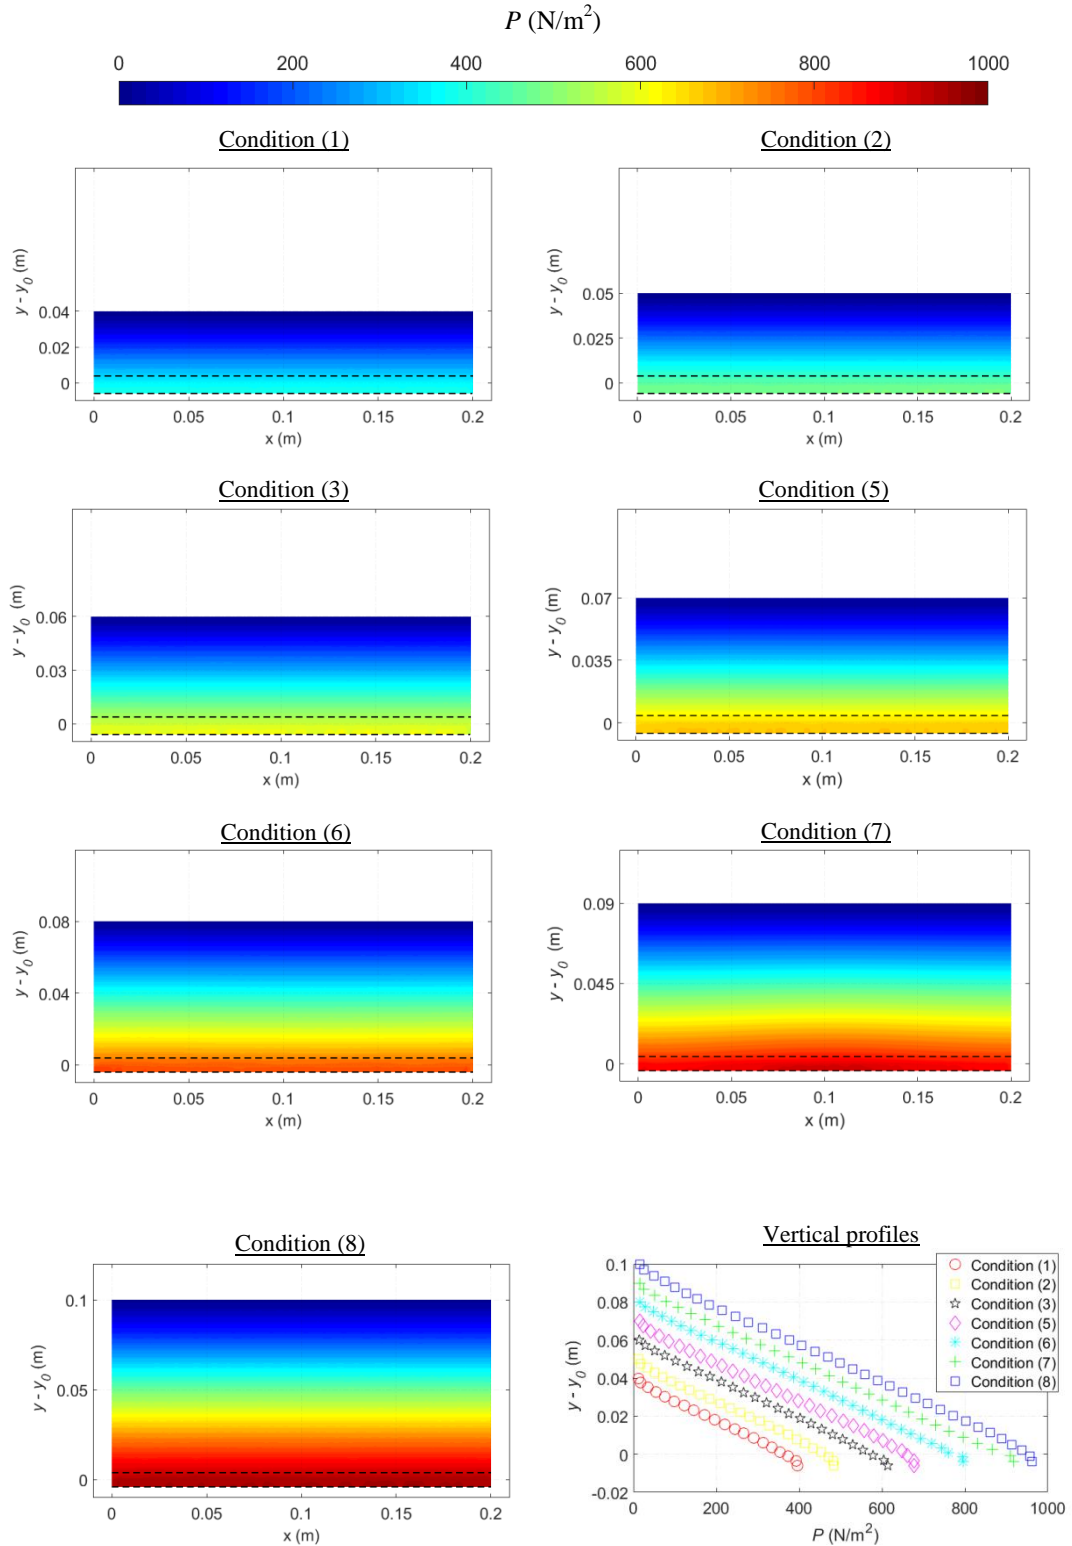 P (N/m2)
0 200 400 600 800 1000
Condition (1)
y - y0 (m)
0.04
0.02
0
0 0.05 0.1 0.15 0.2
x (m)
Condition (2)
y - y0 (m)
0.05
0.025
0
0 0.05 0.1 0.15 0.2
x (m)
Condition (3)
y - y0 (m)
0.06
0.03
0
0 0.05 0.1 0.15 0.2
x (m)
Condition (5)
y - y0 (m)
0.07
0.035
0
0 0.05 0.1 0.15 0.2
x (m)
Condition (6)
y - y0 (m)
0.08
0.04
0
0 0.05 0.1 0.15 0.2
x (m)
Condition (7)
y - y0 (m)
0.09
0.045
0
0 0.05 0.1 0.15 0.2
x (m)
Condition (8)
y - y0 (m)
0.1
0.05
0
0 0.05 0.1 0.15 0.2
x (m)
Vertical profiles
y - y0 (m)
0.1
0.08
0.06
0.04
0.02
0
-0.02
0 200 400 600 800 1000
P (N/m2)
Condition (1)
Condition (2)
Condition (3)
Condition (5)
Condition (6)
Condition (7)
Condition (8)